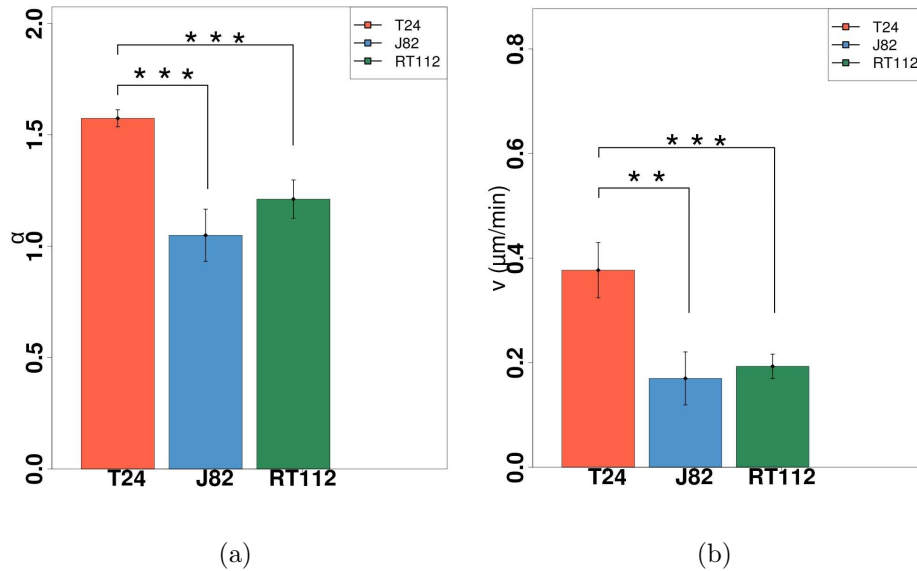 2.0
1.5
1.0
0.5
0.0
α
T24
J82
RT112
* * *
* * *
T24 J82 RT112
(a)
0.8
0.6
0.4
0.2
0.0
v (μm/min)
T24
J82
RT112
* * *
* *
T24 J82 RT112
(b)